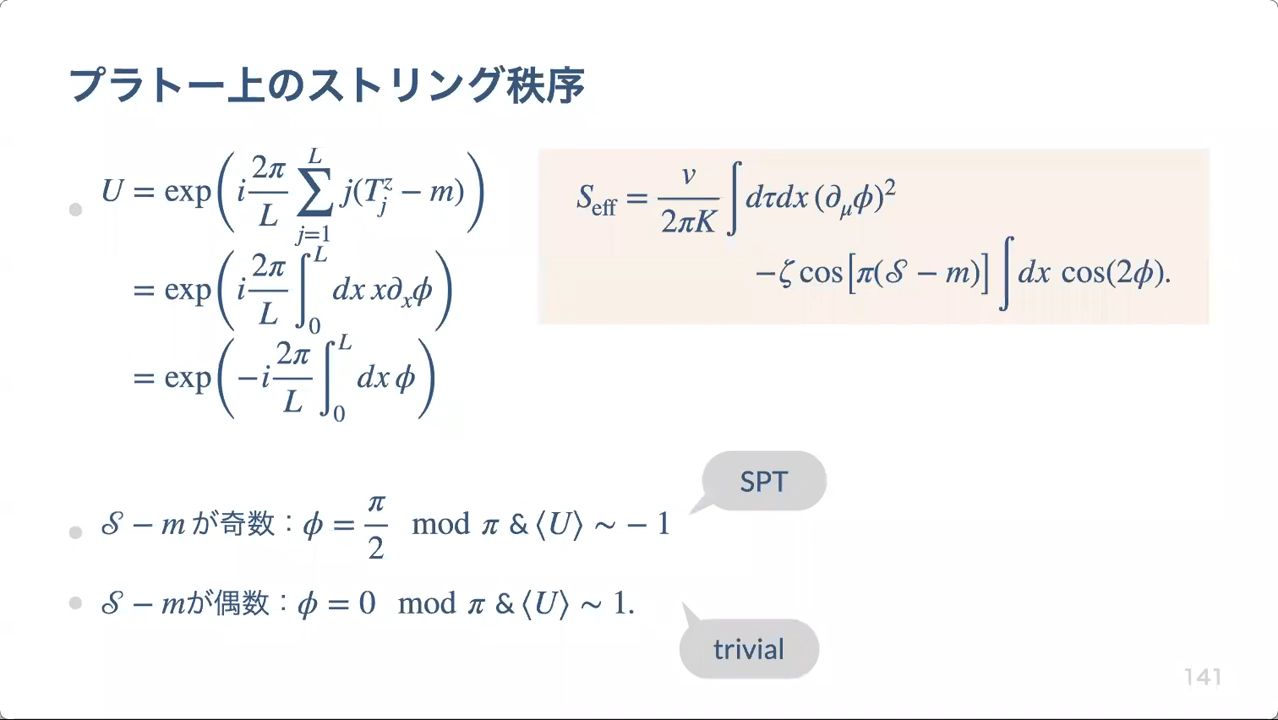 プラトー上のストリング秩序
U = exp(i 2π/L ∑_{j=1}^{L} j(T_j^z − m))
= exp(i 2π/L ∫_0^L dx x∂_xϕ)
= exp(−i 2π/L ∫_0^L dx ϕ)
S_eff = v/2πK ∫dτdx (∂_μϕ)^2
−ζ cos[π(𝒮 − m)] ∫dx cos(2ϕ).
SPT
𝒮 − m が奇数：ϕ = π/2 mod π & ⟨U⟩ ∼ − 1
𝒮 − mが偶数：ϕ = 0 mod π & ⟨U⟩ ∼ 1.
trivial
141